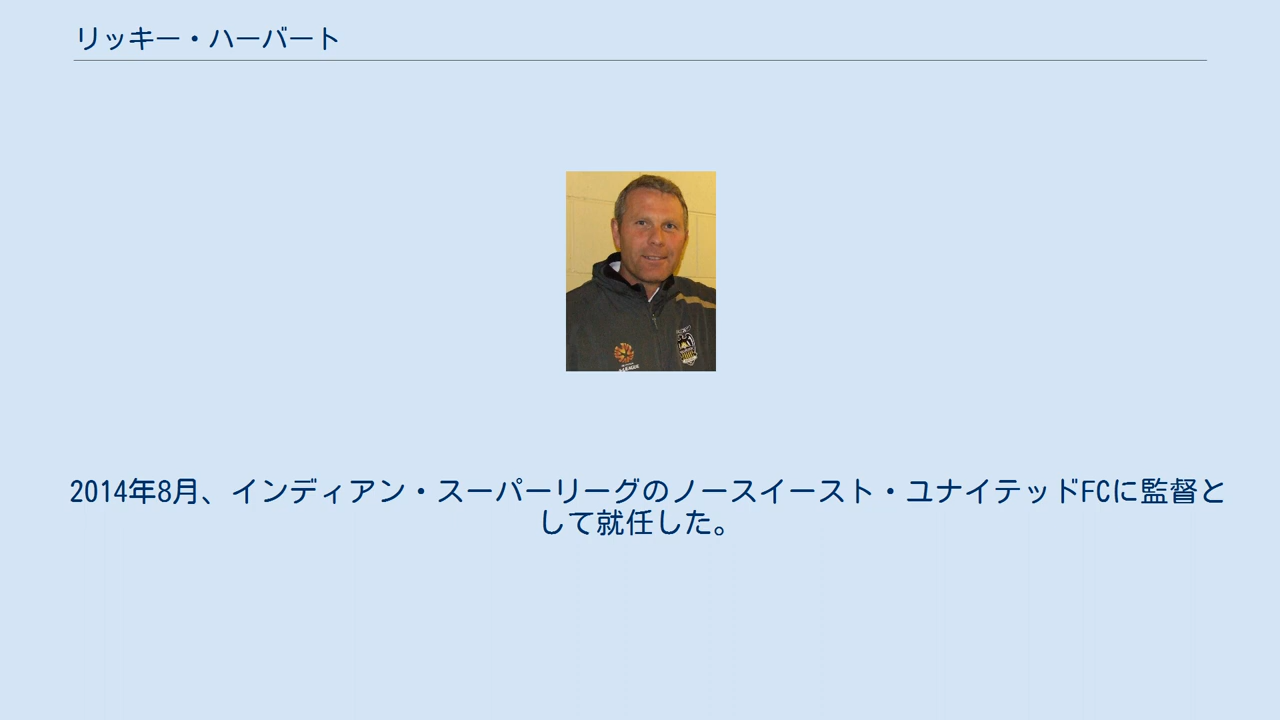 リッキー・ハーバート
2014年8月、インディアン・スーパーリーグのノースイースト・ユナイテッドFCに監督と
して就任した。